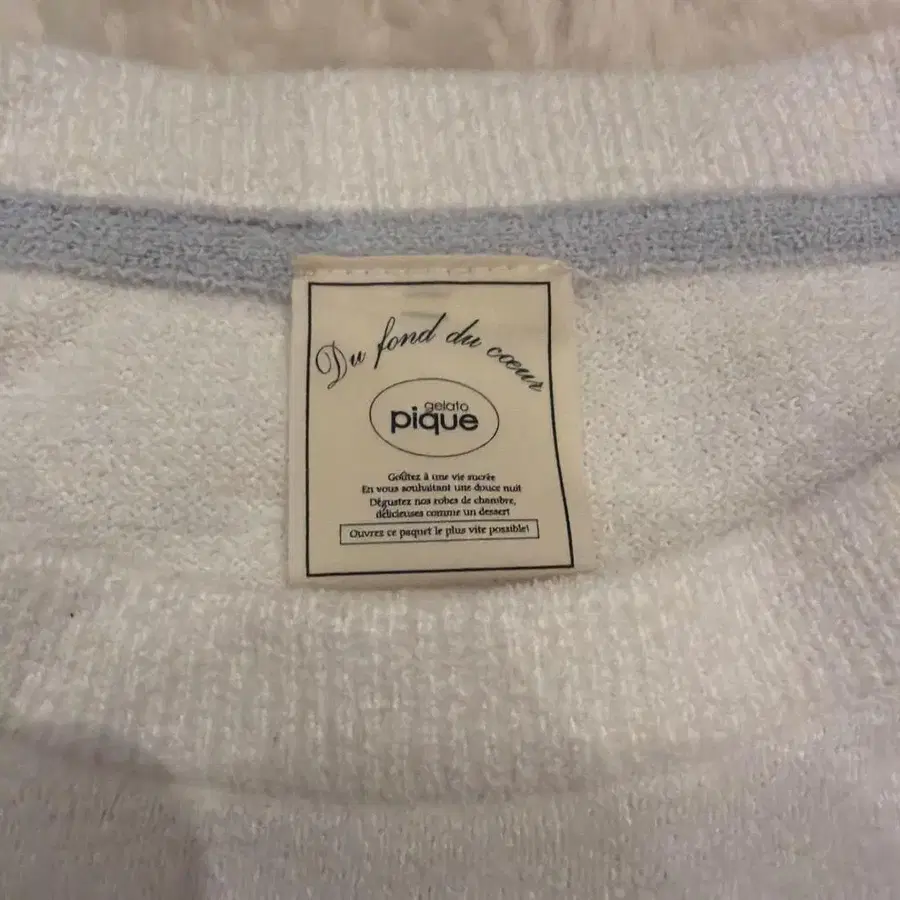 Du fond du cœur
gelato
pique
Goûtez à une vie sucrée
En vous souhaitant une douce nuit
Dégustez nos robes de chambre,
délicieuses comme un dessert
Ouvrez ce paquet le plus vite possible!